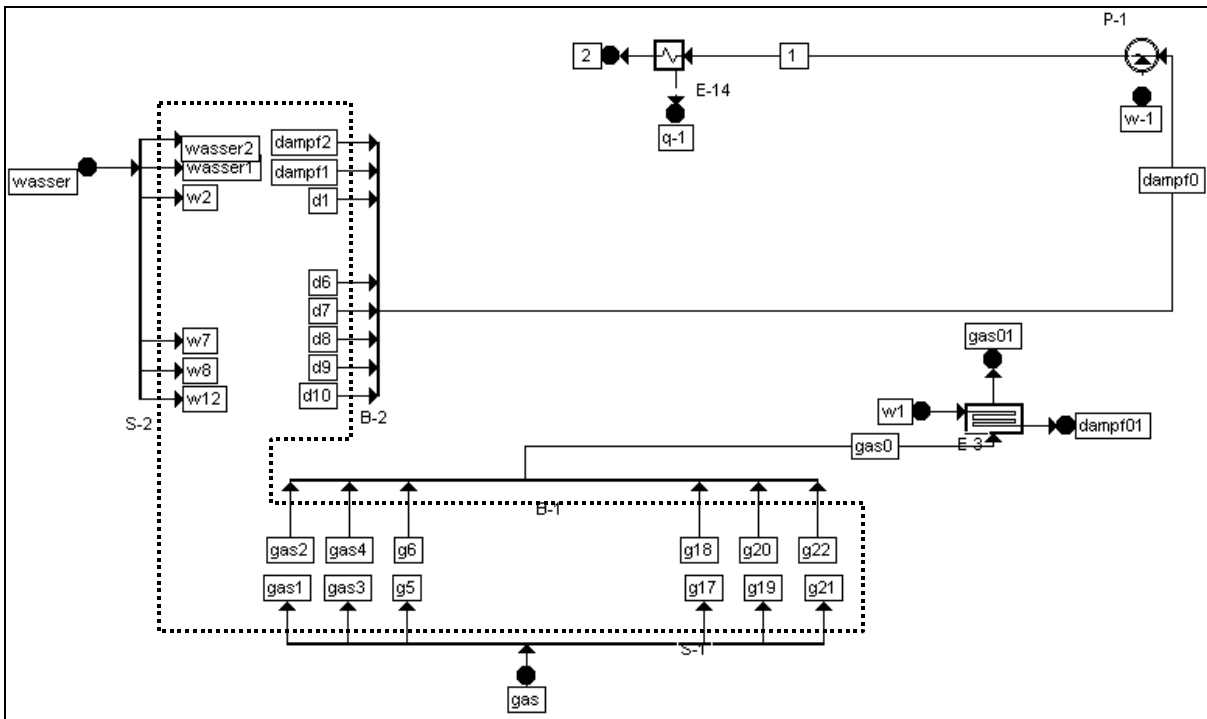 P-1
2
1
E-14
q-1
w-1
wasser
wasser2
wasser1
w2
dampf2
dampf1
d1
dampf0
d6
d7
d8
d9
d10
w7
w8
w12
S-2
B-2
gas01
w1
dampf01
E-3
gas0
B-1
gas2
gas4
g6
g18
g20
g22
gas1
gas3
g5
g17
g19
g21
S-1
gas